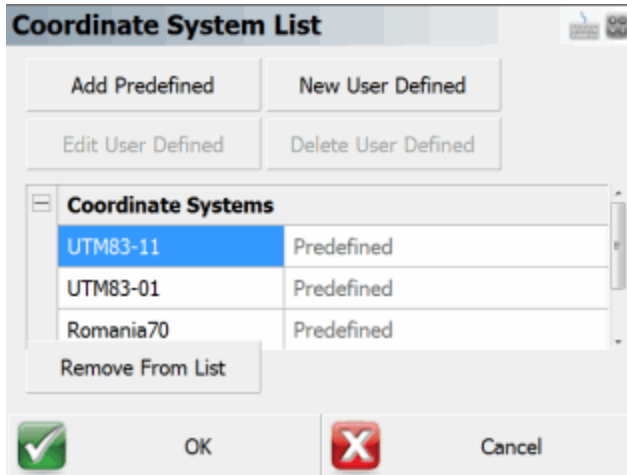 Coordinate System List
Add Predefined New User Defined
Edit User Defined Delete User Defined
Coordinate Systems
UTM83-11 Predefined
UTM83-01 Predefined
Romania70 Predefined
Remove From List
OK Cancel